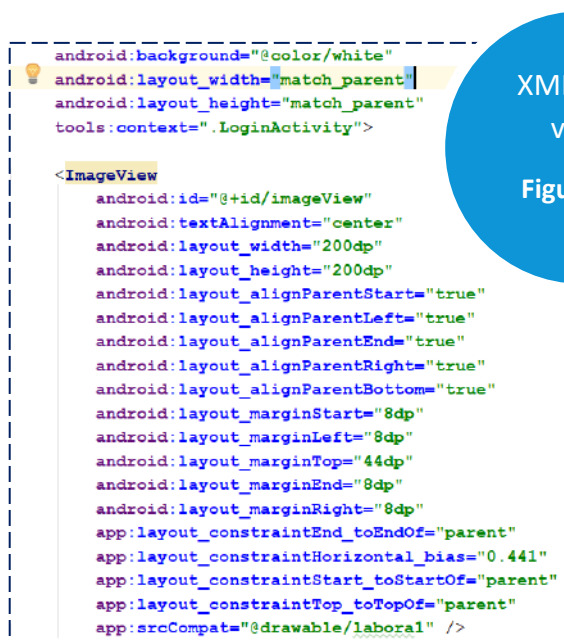 android:background="@color/white"
android:layout_width="match_parent"
android:layout_height="match_parent"
tools:context=".LoginActivity">
<ImageView
android:id="@+id/imageView"
android:textAlignment="center"
android:layout_width="200dp"
android:layout_height="200dp"
android:layout_alignParentStart="true"
android:layout_alignParentLeft="true"
android:layout_alignParentEnd="true"
android:layout_alignParentRight="true"
android:layout_alignParentBottom="true"
android:layout_marginStart="8dp"
android:layout_marginLeft="8dp"
android:layout_marginTop="44dp"
android:layout_marginEnd="8dp"
android:layout_marginRight="8dp"
app:layout_constraintEnd_toEndOf="parent"
app:layout_constraintHorizontal_bias="0.441"
app:layout_constraintStart_toStartOf="parent"
app:layout_constraintTop_toTopOf="parent"
app:srcCompat="@drawable/labora1" />
XML